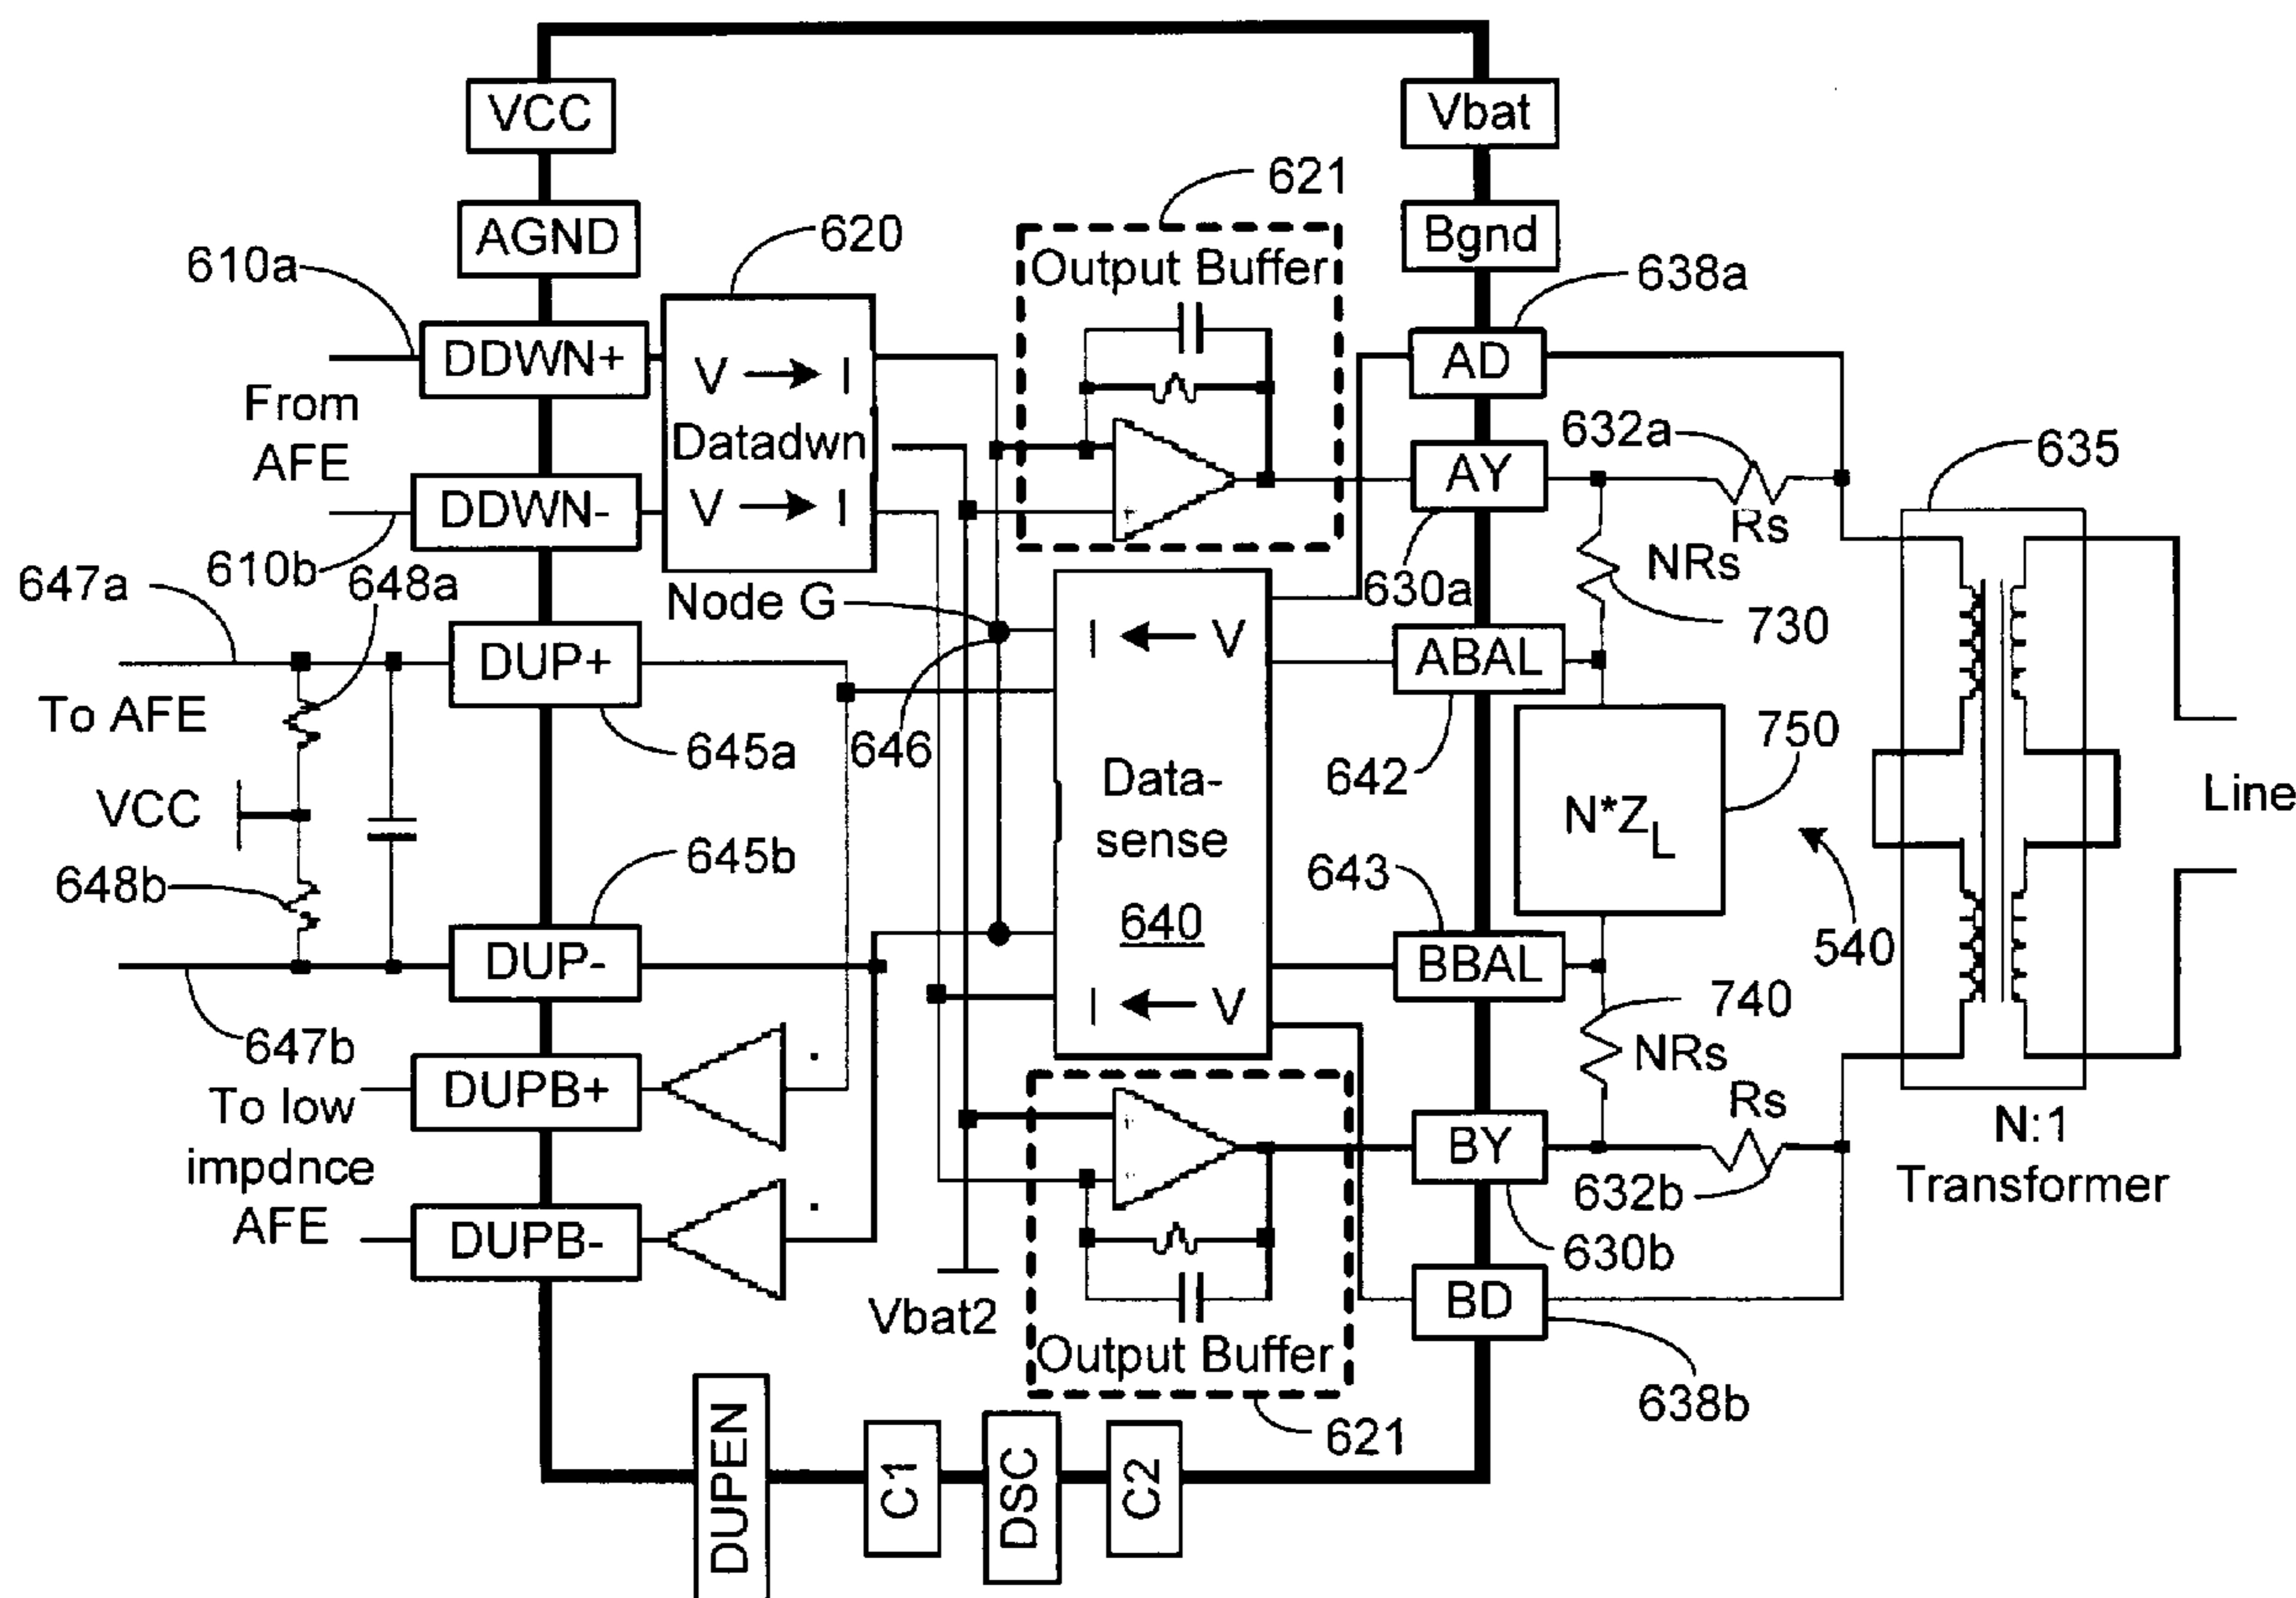 VCC
Vbat
621
AGND
620
Bgnd
610a
Output Buffer
638a
DDWN+
V → I
AD
From
AFE
Datadwn
632a
635
AY
DDWN-
V → I
Rs
647a
610b
648a
Node G
630a
NRs
730
DUP+
I ← V
ABAL
To AFE
645a
646
750
642
VCC
Data-
sense
N*ZL
Line
645b
648b
643
640
540
DUP-
BBAL
740
I ← V
647b
NRs
DUPB+
To low
impdnce
AFE
Rs
N:1
Transformer
BY
632b
DUPB-
630b
Vbat2
BD
Output Buffer
638b
621
DUPEN
C1
DSC
C2